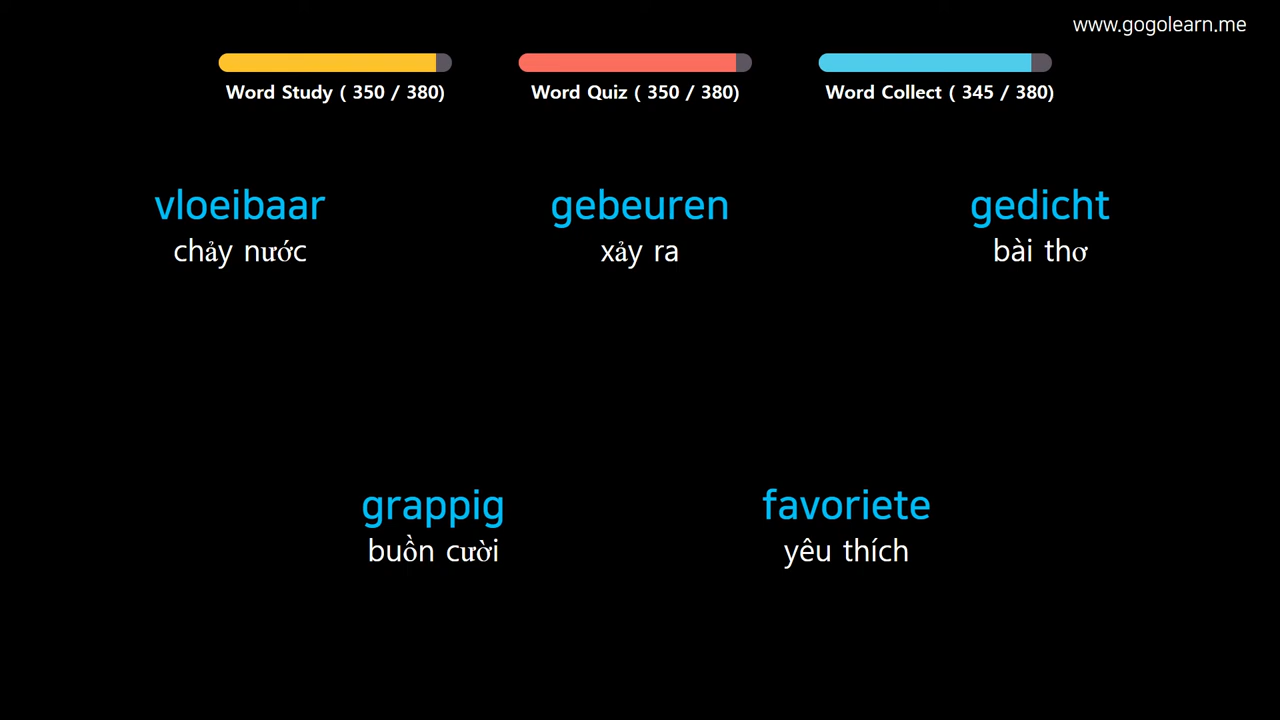 www.gogolearn.me
Word Study ( 350 / 380)
Word Quiz ( 350 / 380)
Word Collect ( 345 / 380)
vloeibaar
chảy nước
gebeuren
xảy ra
gedicht
bài thơ
grappig
buồn cười
favoriete
yêu thích